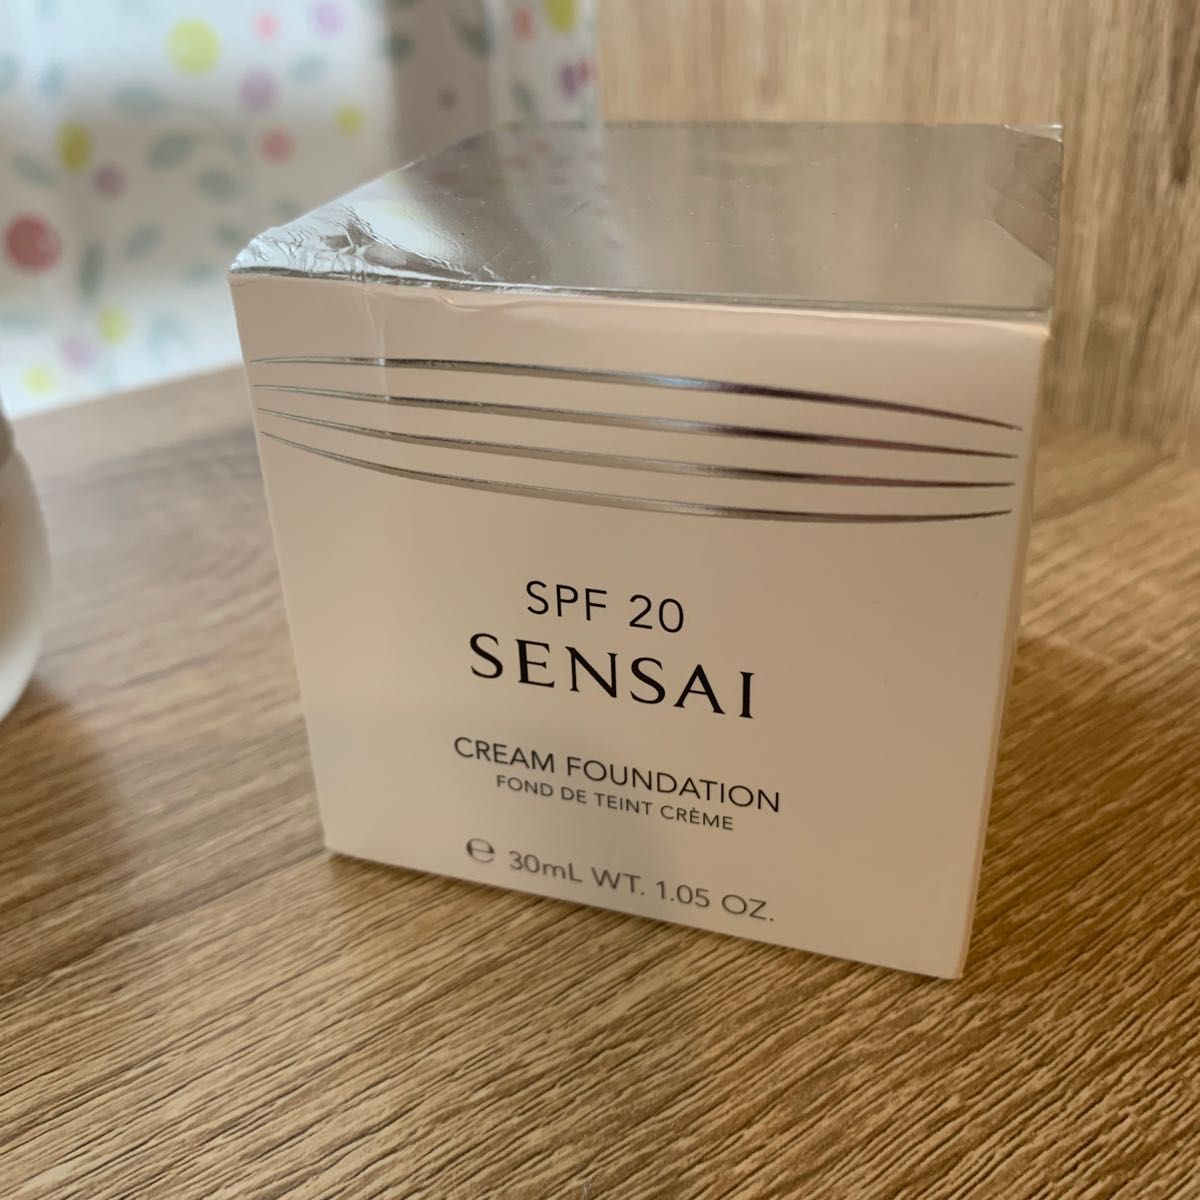 SPF 20
SENSAI
CREAM FOUNDATION
FOND DE TEINT CRÈME
℮ 30mL WT. 1.05 OZ.